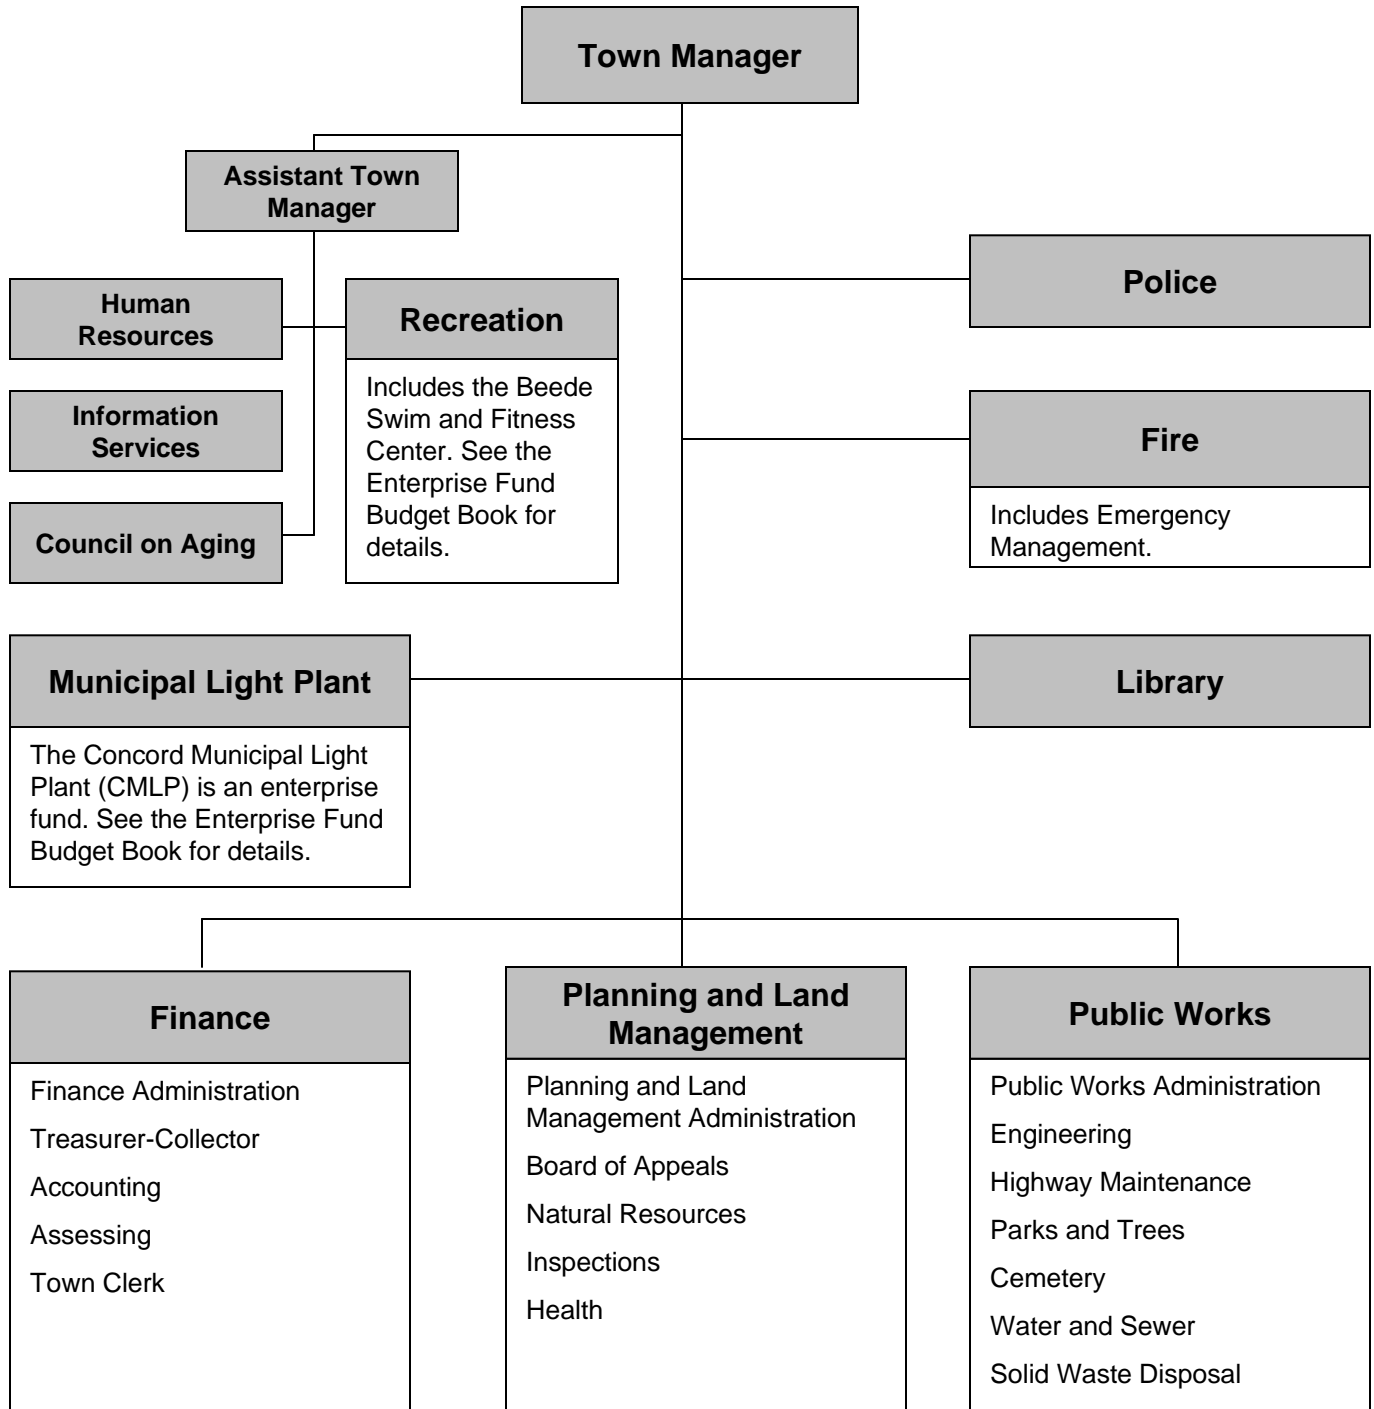 Town Manager
Assistant Town
Manager
Human
Resources
Information
Services
Council on Aging
Recreation
Includes the Beede
Swim and Fitness
Center. See the
Enterprise Fund
Budget Book for
details.
Police
Fire
Includes Emergency
Management.
Municipal Light Plant
The Concord Municipal Light
Plant (CMLP) is an enterprise
fund. See the Enterprise Fund
Budget Book for details.
Library
Finance
Finance Administration
Treasurer-Collector
Accounting
Assessing
Town Clerk
Planning and Land
Management
Planning and Land
Management Administration
Board of Appeals
Natural Resources
Inspections
Health
Public Works
Public Works Administration
Engineering
Highway Maintenance
Parks and Trees
Cemetery
Water and Sewer
Solid Waste Disposal